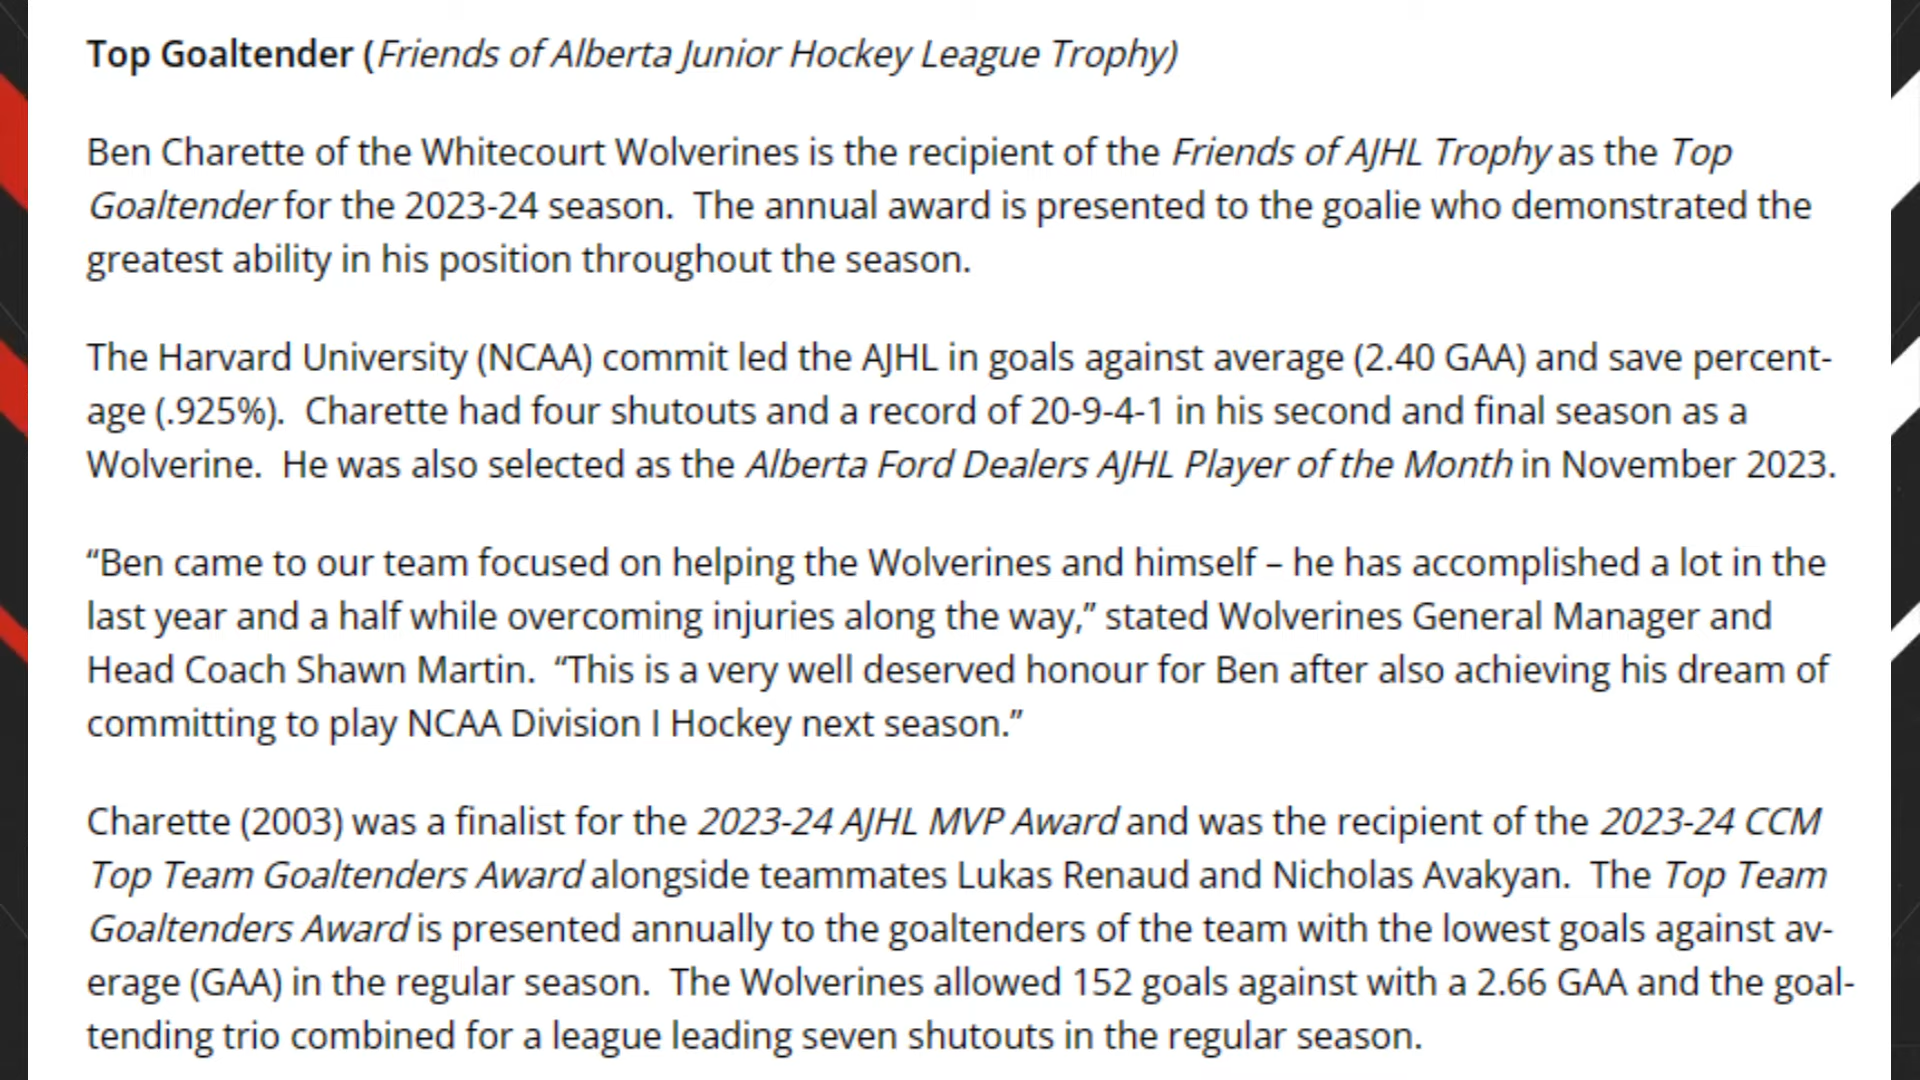 Top Goaltender (Friends of Alberta Junior Hockey League Trophy)
Ben Charette of the Whitecourt Wolverines is the recipient of the Friends of AJHL Trophy as the Top
Goaltender for the 2023-24 season.  The annual award is presented to the goalie who demonstrated the
greatest ability in his position throughout the season.
The Harvard University (NCAA) commit led the AJHL in goals against average (2.40 GAA) and save percent-
age (.925%).  Charette had four shutouts and a record of 20-9-4-1 in his second and final season as a
Wolverine.  He was also selected as the Alberta Ford Dealers AJHL Player of the Month in November 2023.
“Ben came to our team focused on helping the Wolverines and himself – he has accomplished a lot in the
last year and a half while overcoming injuries along the way,” stated Wolverines General Manager and
Head Coach Shawn Martin.  “This is a very well deserved honour for Ben after also achieving his dream of
committing to play NCAA Division I Hockey next season.”
Charette (2003) was a finalist for the 2023-24 AJHL MVP Award and was the recipient of the 2023-24 CCM
Top Team Goaltenders Award alongside teammates Lukas Renaud and Nicholas Avakyan.  The Top Team
Goaltenders Award is presented annually to the goaltenders of the team with the lowest goals against av-
erage (GAA) in the regular season.  The Wolverines allowed 152 goals against with a 2.66 GAA and the goal-
tending trio combined for a league leading seven shutouts in the regular season.